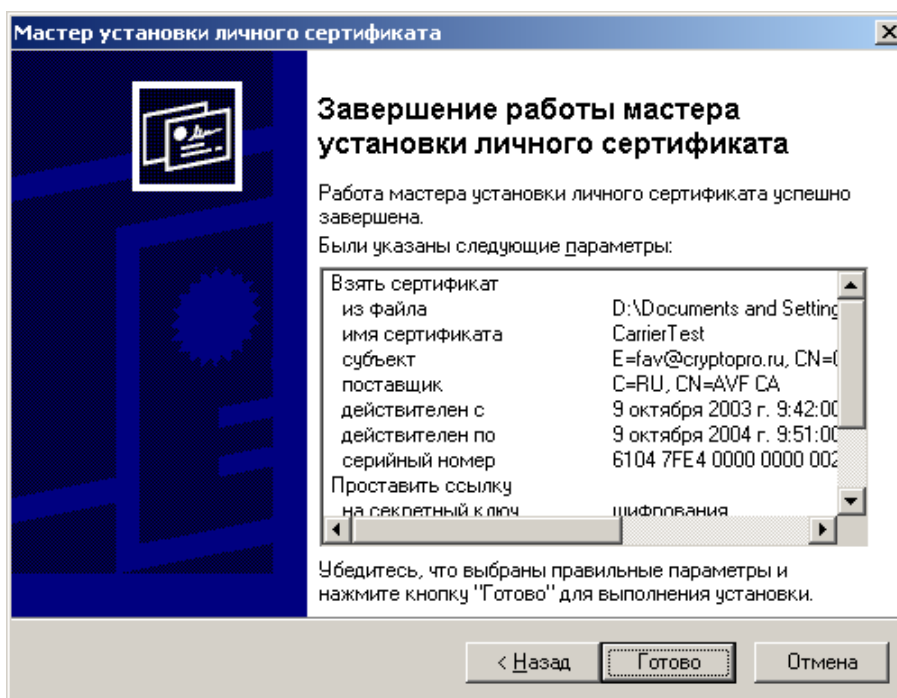 Мастер установки личного сертификата
Завершение работы мастера
установки личного сертификата
Работа мастера установки личного сертификата успешно
завершена.
Были указаны следующие параметры:
Взять сертификат
из файла D:\Documents and Setting
имя сертификата CarrierTest
субъект E=fav@cryptopro.ru, CN=
поставщик C=RU, CN=AVF CA
действителен с 9 октября 2003 г. 9:42:00
действителен по 9 октября 2004 г. 9:51:00
серийный номер 6104 7FE4 0000 0000 002
Проставить ссылку
на секретный ключ шифрования
Убедитесь, что выбраны правильные параметры и
нажмите кнопку "Готово" для выполнения установки.
< Назад Готово Отмена